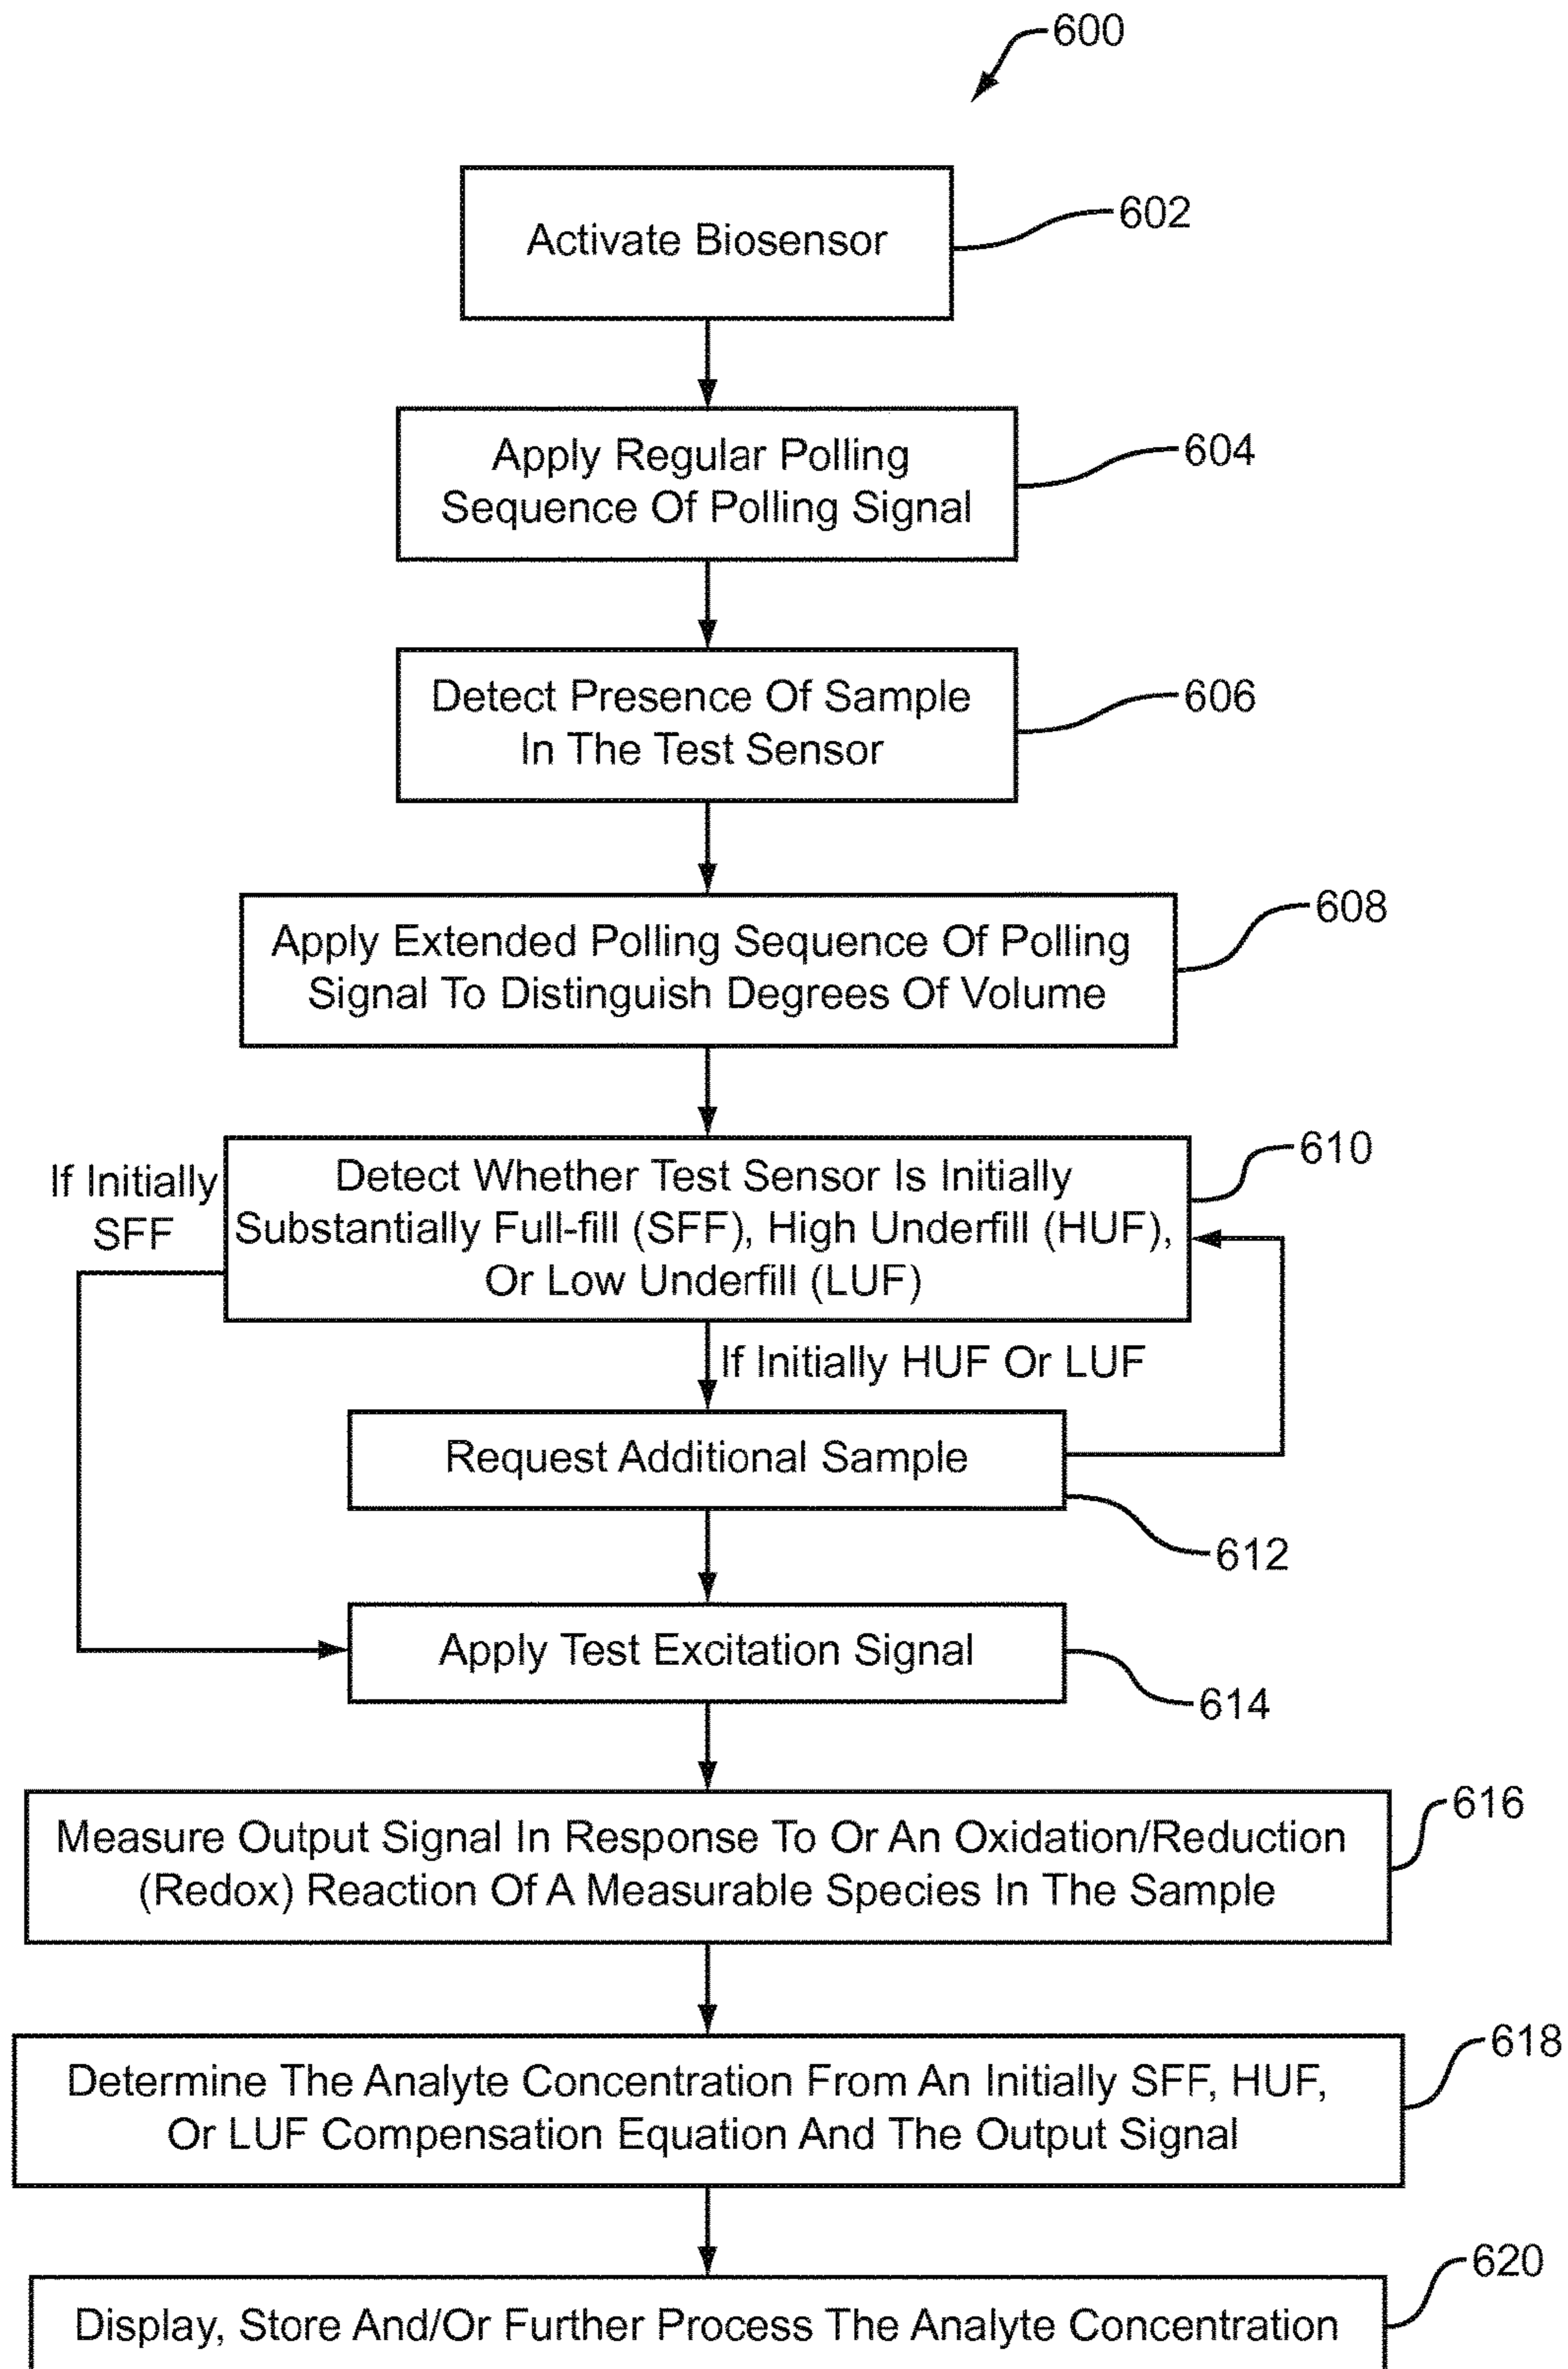 600
Activate Biosensor
602
Apply Regular Polling
Sequence Of Polling Signal
604
Detect Presence Of Sample
In The Test Sensor
606
Apply Extended Polling Sequence Of Polling
Signal To Distinguish Degrees Of Volume
608
If Initially
SFF
Detect Whether Test Sensor Is Initially
Substantially Full-fill (SFF), High Underfill (HUF),
Or Low Underfill (LUF)
610
If Initially HUF Or LUF
Request Additional Sample
612
Apply Test Excitation Signal
614
Measure Output Signal In Response To Or An Oxidation/Reduction
(Redox) Reaction Of A Measurable Species In The Sample
616
Determine The Analyte Concentration From An Initially SFF, HUF,
Or LUF Compensation Equation And The Output Signal
618
Display, Store And/Or Further Process The Analyte Concentration
620